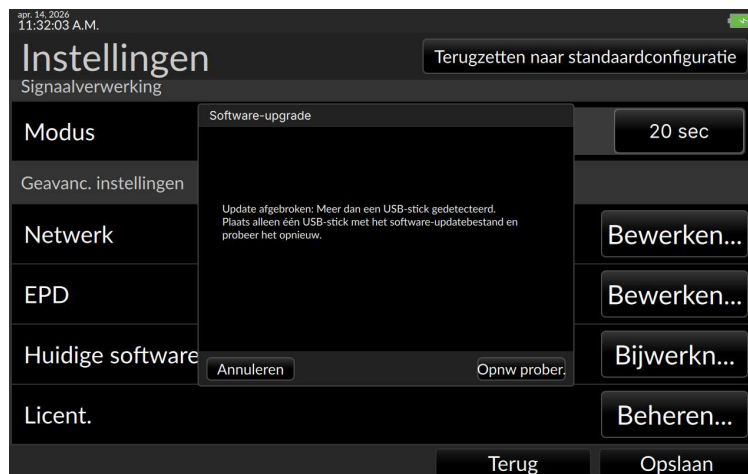 apr. 14, 2026
11:32:03 A.M.
Instellingen
Terugzetten naar standaardconfiguratie
Signaalverwerking
Modus
20 sec
Geavanc. instellingen
Netwerk
Bewerken...
EPD
Bewerken...
Huidige software
Bijwerkn...
Licent.
Beheren...
Terug
Opslaan
Software-upgrade
Update afgebroken: Meer dan een USB-stick gedetecteerd.
Plaats alleen één USB-stick met het software-updatebestand en
probeer het opnieuw.
Annuleren
Opnw prober.